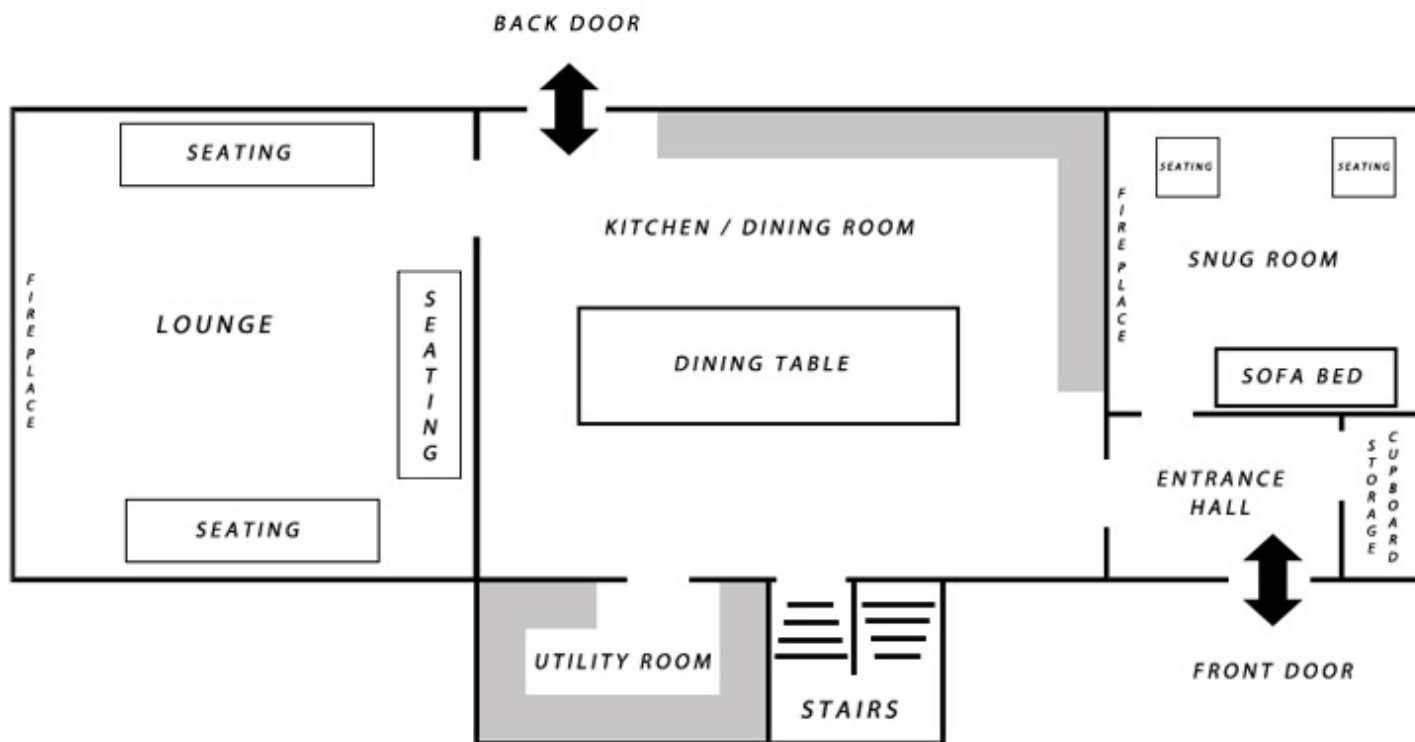 BACK DOOR
SEATING
SEATING
SEATING
KITCHEN / DINING ROOM
FIRE PLACE
SNUG ROOM
FIRE PLACE
LOUNGE
SEATING
DINING TABLE
SOFA BED
SEATING
ENTRANCE
HALL
CUPBOARD
STORAGE
UTILITY ROOM
STAIRS
FRONT DOOR